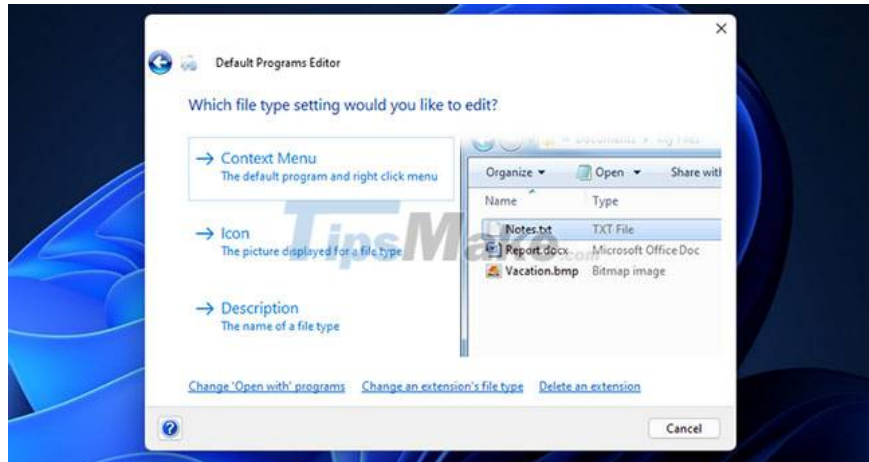 Default Programs Editor
Which file type setting would you like to edit?
Context Menu
The default program and right click menu
Icon
The picture displayed for a file type
Description
The name of a file type
Organize Open Share with
Name Type
Notes.txt TXT File
Report.docx Microsoft Office Doc
Vacation.bmp Bitmap image
TipsMake.com
Change 'Open with' programs Change an extension's file type Delete an extension
Cancel